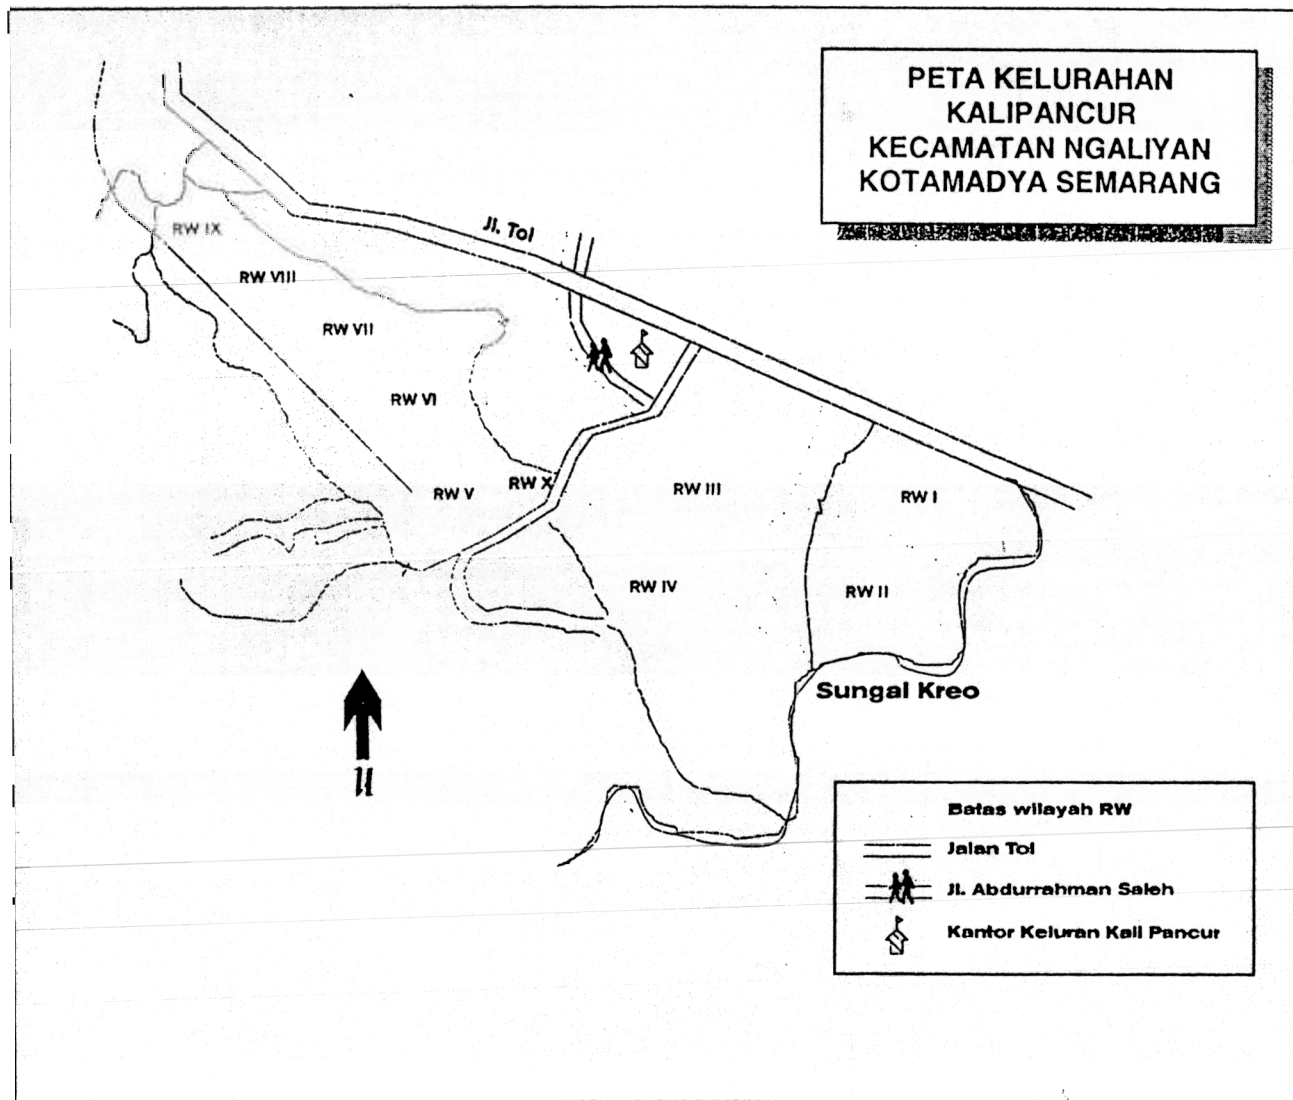 PETA KELURAHAN
KALIPANCUR
KECAMATAN NGALIYAN
KOTAMADYA SEMARANG
Jl. Tol
RW IX
RW VIII
RW VII
RW VI
RW V
RW X
RW III
RW I
RW IV
RW II
Sungal Kreo
U
Batas wilayah RW
Jalan Tol
Jl. Abdurrahman Saleh
Kantor Keluran Kali Pancur